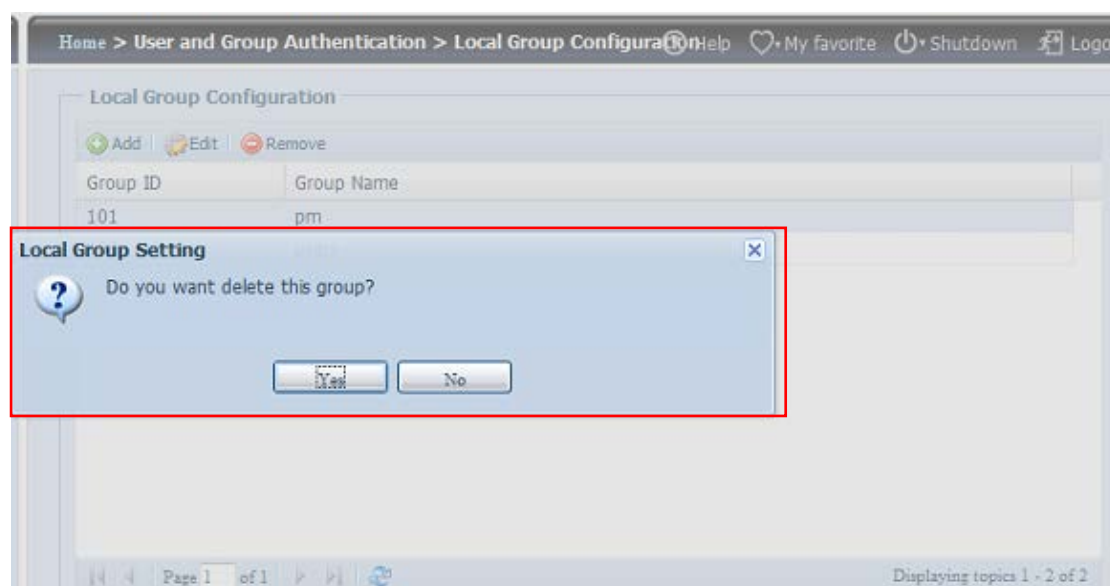 Home > User and Group Authentication > Local Group Configuration Help My favorite Shutdown Logo
Local Group Configuration
Add Edit Remove
Group ID Group Name
101 pm
Local Group Setting
Do you want delete this group?
Yes No
Page 1 of 1 Displaying topics 1 - 2 of 2